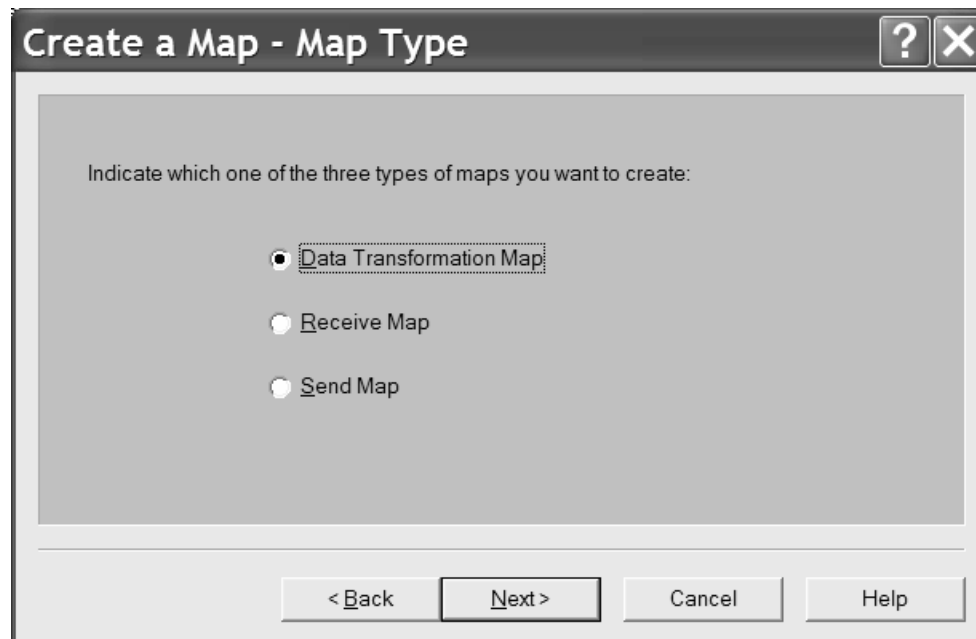 Create a Map - Map Type
?
Indicate which one of the three types of maps you want to create:
Data Transformation Map
Receive Map
Send Map
< Back Next > Cancel Help